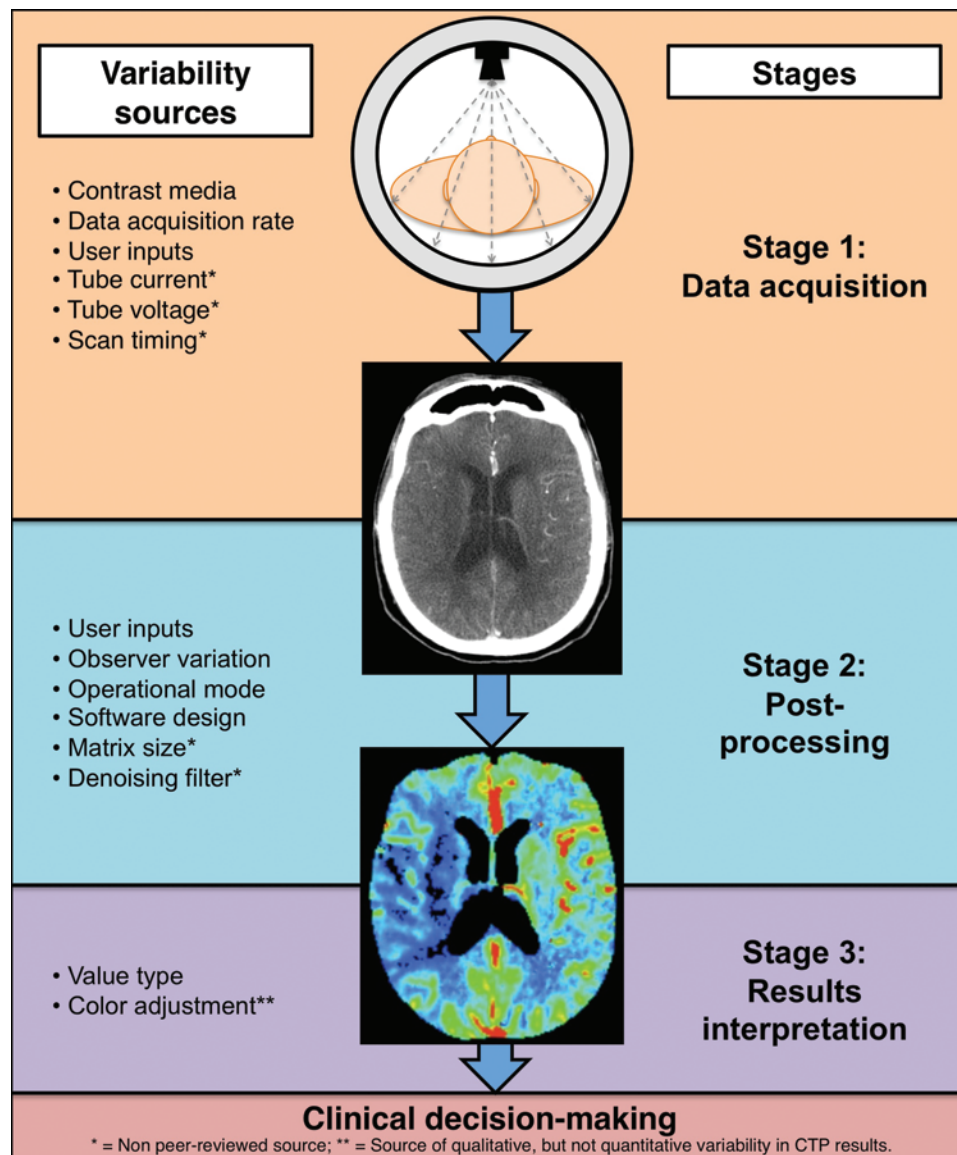 Variability
sources
Stages
• Contrast media
• Data acquisition rate
• User inputs
• Tube current*
• Tube voltage*
• Scan timing*
Stage 1:
Data acquisition
• User inputs
• Observer variation
• Operational mode
• Software design
• Matrix size*
• Denoising filter*
Stage 2:
Post-
processing
• Value type
• Color adjustment**
Stage 3:
Results
interpretation
Clinical decision-making
* = Non peer-reviewed source; ** = Source of qualitative, but not quantitative variability in CTP results.